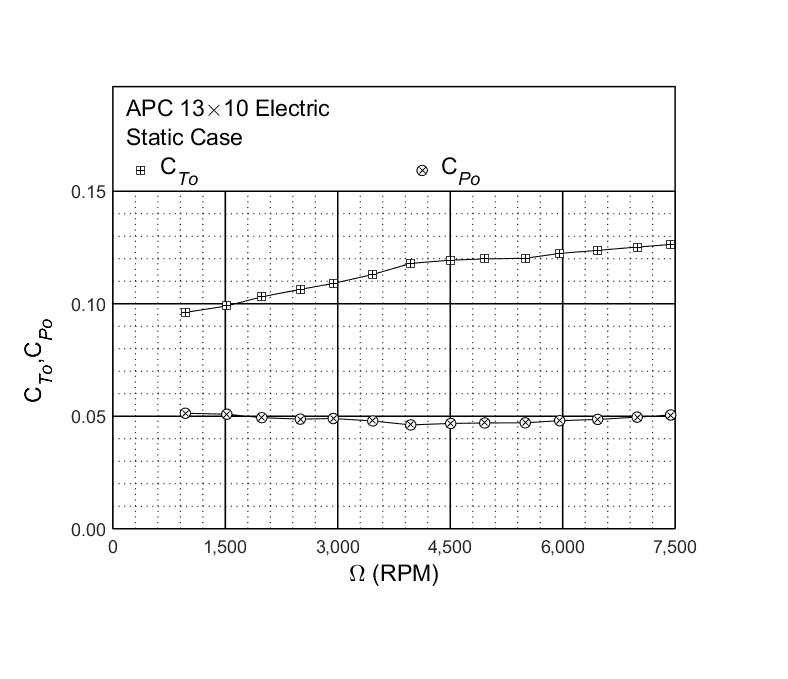 APC 13×10 Electric
Static Case
C_To
C_Po
0.15
0.10
0.05
0.00
C_To,C_Po
0 1,500 3,000 4,500 6,000 7,500
Ω (RPM)